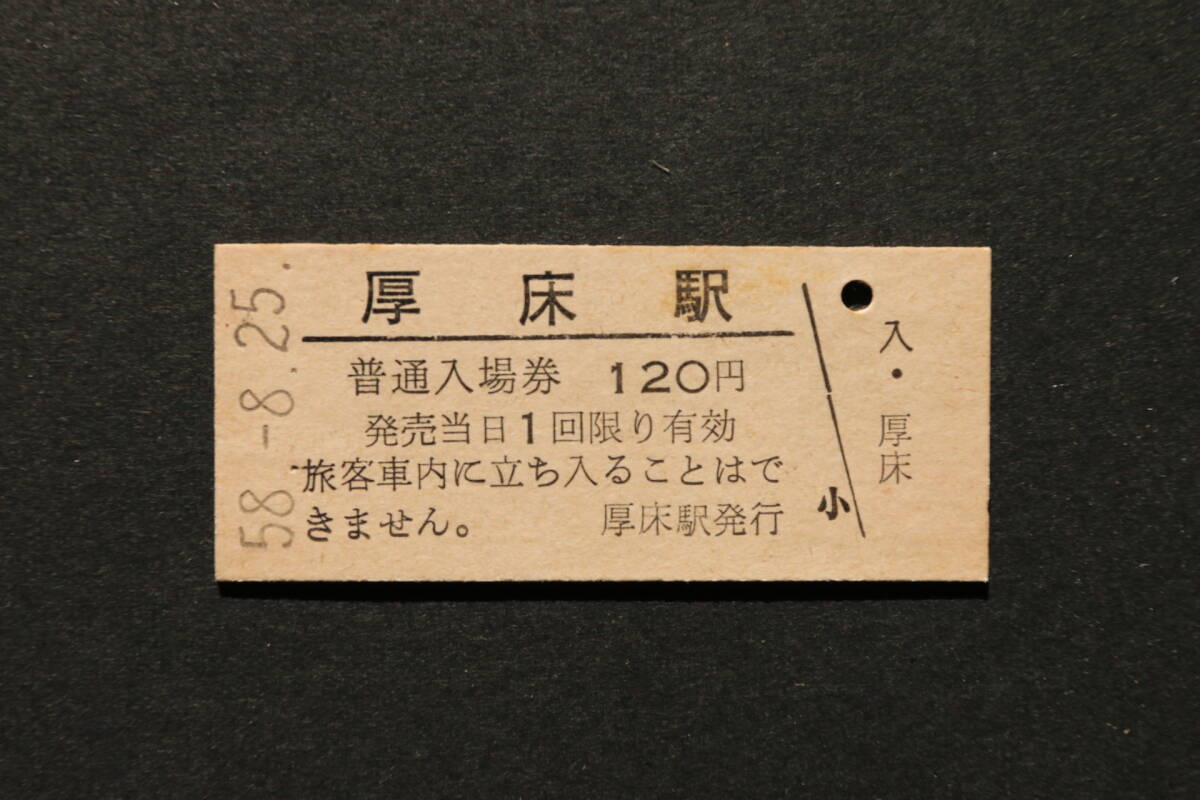 厚床駅
普通入場券 120円
発売当日1回限り有効
旅客車内に立ち入ることはで
きません。 厚床駅発行
小
入・厚床
58-8.25.